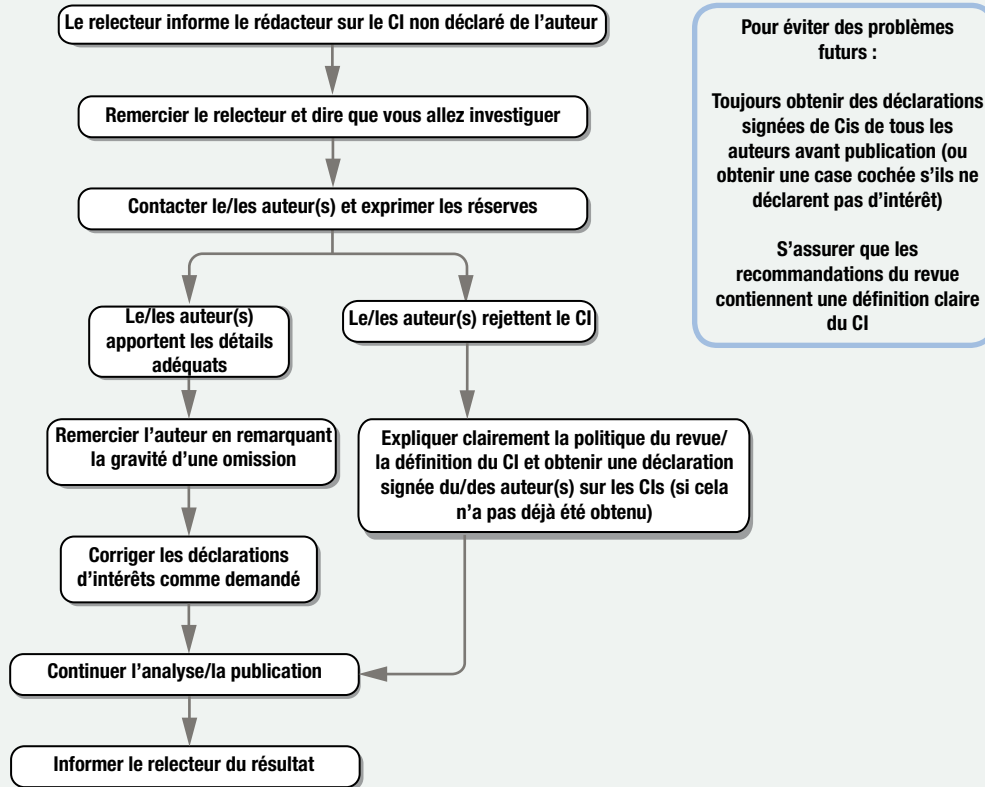 Le relecteur informe le rédacteur sur le CI non déclaré de l'auteur
Remercier le relecteur et dire que vous allez investiguer
Contacter le/les auteur(s) et exprimer les réserves
Le/les auteur(s)
apportent les détails
adéquats
Le/les auteur(s) rejettent le CI
Remercier l'auteur en remarquant
la gravité d'une omission
Expliquer clairement la politique du revue/
la définition du CI et obtenir une déclaration
signée du/des auteur(s) sur les CIs (si cela
n'a pas déjà été obtenu)
Corriger les déclarations
d'intérêts comme demandé
Continuer l'analyse/la publication
Informer le relecteur du résultat
Pour éviter des problèmes
futurs :
Toujours obtenir des déclarations
signées de Cis de tous les
auteurs avant publication (ou
obtenir une case cochée s'ils ne
déclarent pas d'intérêt)
S'assurer que les
recommandations du revue
contiennent une définition claire
du CI